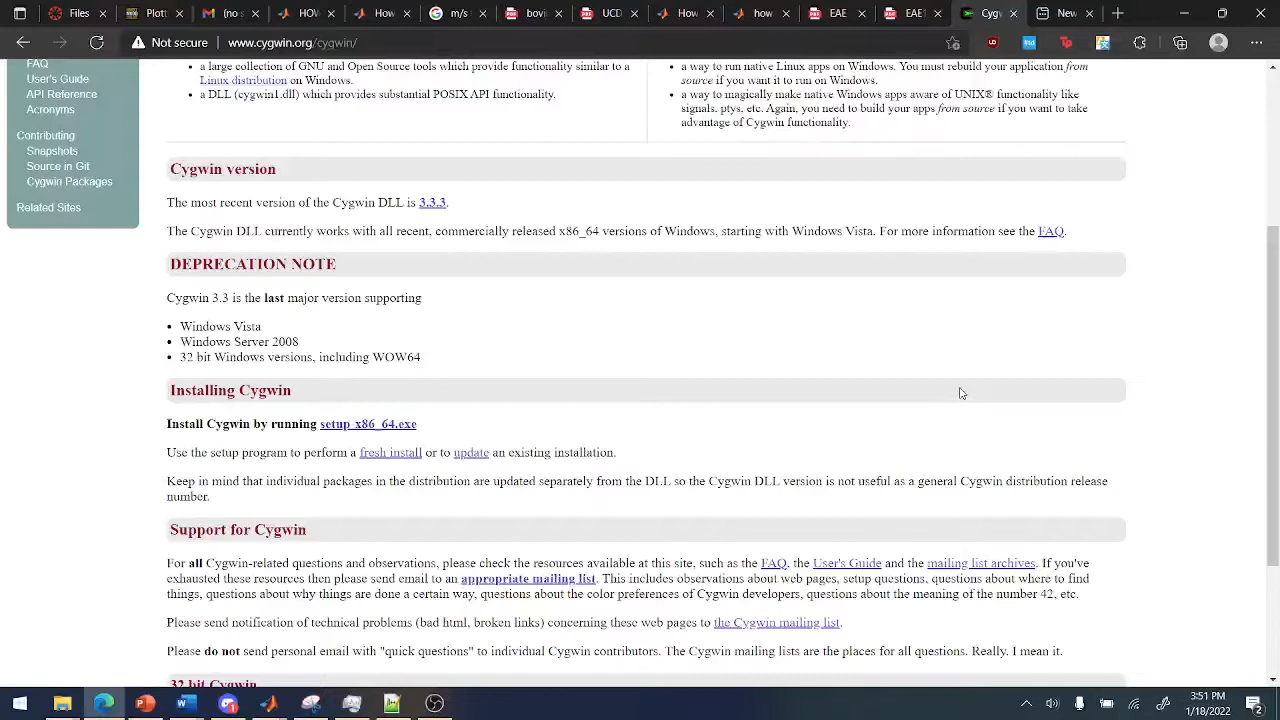 Files
Plott
(no
HOV
HOV
m/s
bovi
UCD
How
how
EAE
EAE
Cyg
New
Not secure
www.cygwin.org/cygwin/
FAQ
User's Guide
API Reference
Acronyms
Contributing
Snapshots
Source in Git
Cygwin Packages
Related Sites
a large collection of GNU and Open Source tools which provide functionality similar to a
Linux distribution on Windows.
a DLL (cygwin1.dll) which provides substantial POSIX API functionality.
a way to run native Linux apps on Windows. You must rebuild your application from
source if you want it to run on Windows.
a way to magically make native Windows apps aware of UNIX® functionality like
signals, ptys, etc. Again, you need to build your apps from source if you want to take
advantage of Cygwin functionality.
Cygwin version
The most recent version of the Cygwin DLL is 3.3.3.
The Cygwin DLL currently works with all recent, commercially released x86_64 versions of Windows, starting with Windows Vista. For more information see the FAQ.
DEPRECATION NOTE
Cygwin 3.3 is the last major version supporting
Windows Vista
Windows Server 2008
32 bit Windows versions, including WOW64
Installing Cygwin
Install Cygwin by running setup_x86_64.exe
Use the setup program to perform a fresh install or to update an existing installation.
Keep in mind that individual packages in the distribution are updated separately from the DLL so the Cygwin DLL version is not useful as a general Cygwin distribution release
number.
Support for Cygwin
For all Cygwin-related questions and observations, please check the resources available at this site, such as the FAQ, the User's Guide and the mailing list archives. If you've
exhausted these resources then please send email to an appropriate mailing list. This includes observations about web pages, setup questions, questions about where to find
things, questions about why things are done a certain way, questions about the color preferences of Cygwin developers, questions about the meaning of the number 42, etc.
Please send notification of technical problems (bad html, broken links) concerning these web pages to the Cygwin mailing list.
Please do not send personal email with "quick questions" to individual Cygwin contributors. The Cygwin mailing lists are the places for all questions. Really. I mean it.
32 bit Cygwin
3:51 PM
1/18/2022